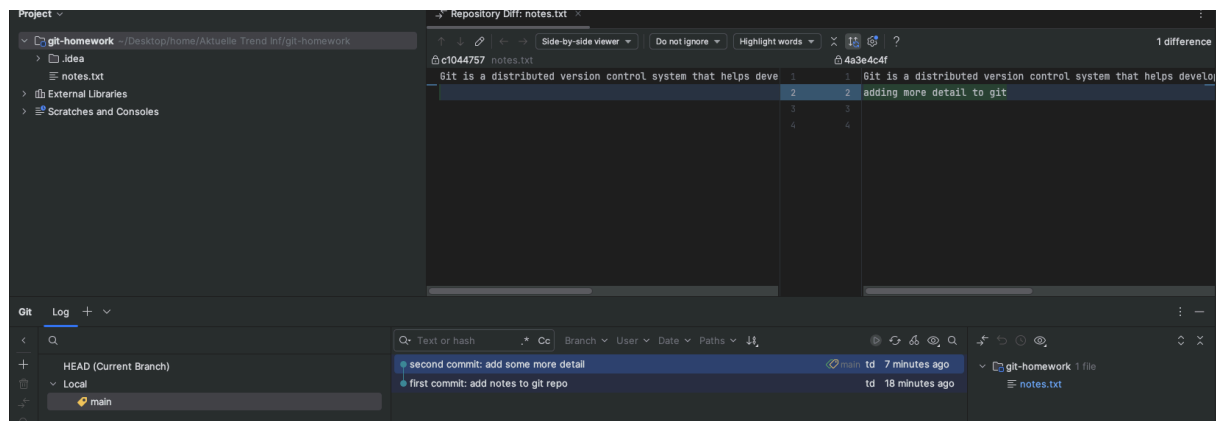 Project
Repository Diff: notes.txt
git-homework ~/Desktop/home/Aktuelle Trend Inf/git-homework
.idea
notes.txt
External Libraries
Scratches and Consoles
Side-by-side viewer
Do not ignore
Highlight words
?
1 difference
c1044757 notes.txt
4a3e4c4f
Git is a distributed version control system that helps deve
1
1
Git is a distributed version control system that helps develo
2
2
adding more detail to git
3
3
4
4
Git
Log
Text or hash
.*
Cc
Branch
User
Date
Paths
HEAD (Current Branch)
Local
main
second commit: add some more detail
main
td
7 minutes ago
first commit: add notes to git repo
td
18 minutes ago
git-homework 1 file
notes.txt